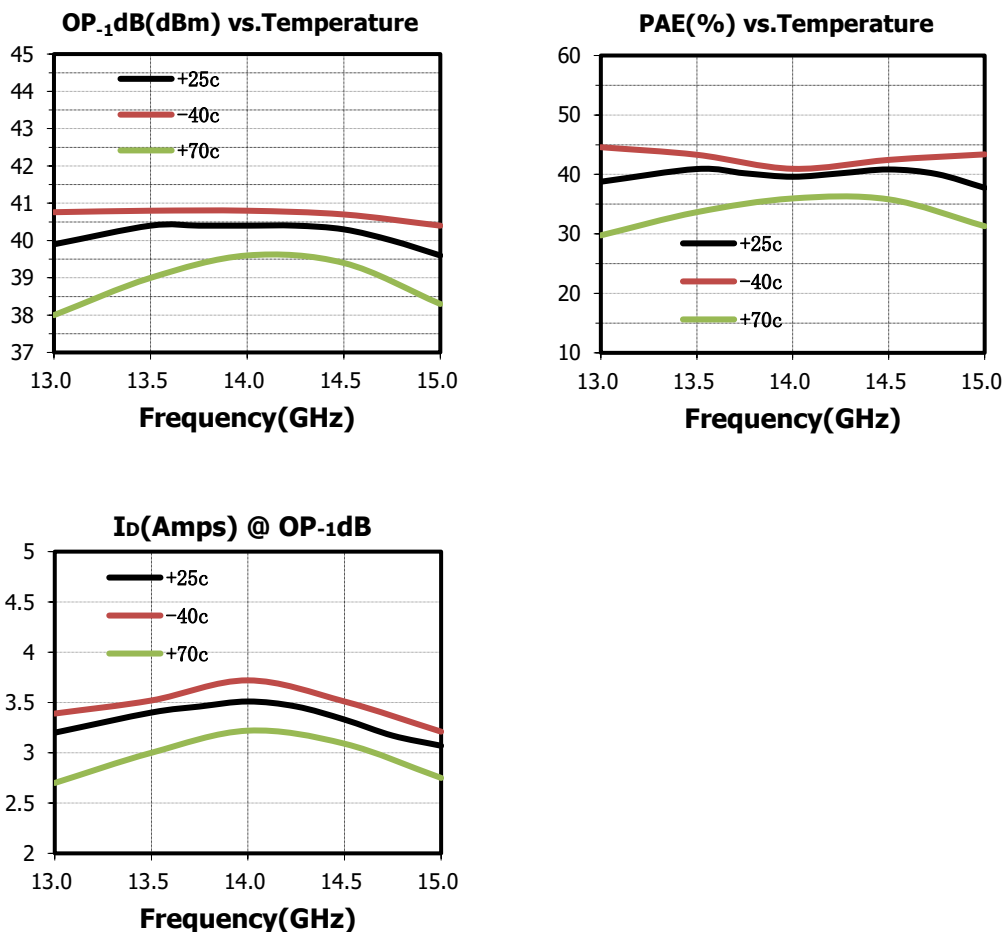 OP-1dB(dBm) vs.Temperature
45
44
43
42
41
40
39
38
37
+25c
-40c
+70c
13.0 13.5 14.0 14.5 15.0
Frequency(GHz)
PAE(%) vs.Temperature
60
50
40
30
20
10
+25c
-40c
+70c
13.0 13.5 14.0 14.5 15.0
Frequency(GHz)
ID(Amps) @ OP-1dB
5
4.5
4
3.5
3
2.5
2
+25c
-40c
+70c
13.0 13.5 14.0 14.5 15.0
Frequency(GHz)